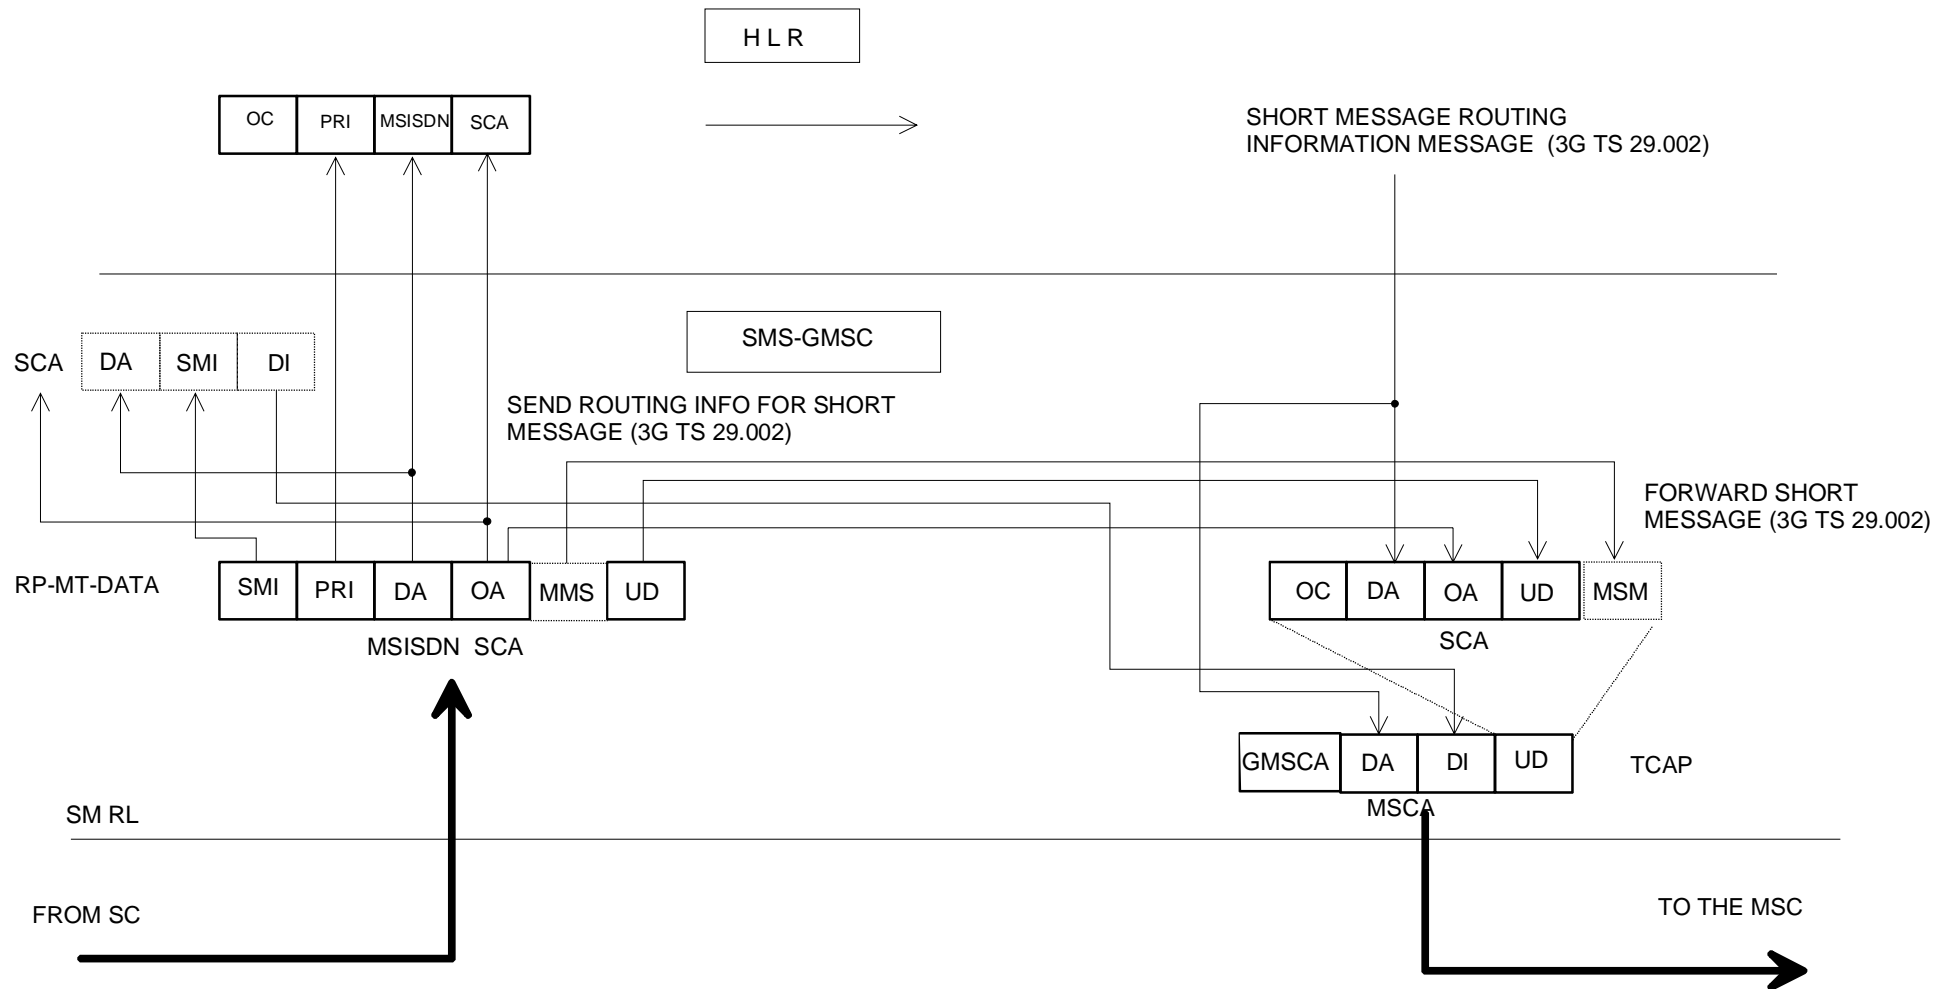 H L R
OC PRI MSISDN SCA
SHORT MESSAGE ROUTING
INFORMATION MESSAGE (3G TS 29.002)
SMS-GMSC
SCA DA SMI DI
SEND ROUTING INFO FOR SHORT
MESSAGE (3G TS 29.002)
FORWARD SHORT
MESSAGE (3G TS 29.002)
RP-MT-DATA SMI PRI DA OA MMS UD
MSISDN SCA
OC DA OA UD MSM
SCA
GMSCA DA DI UD TCAP
MSCA
SM RL
FROM SC
TO THE MSC